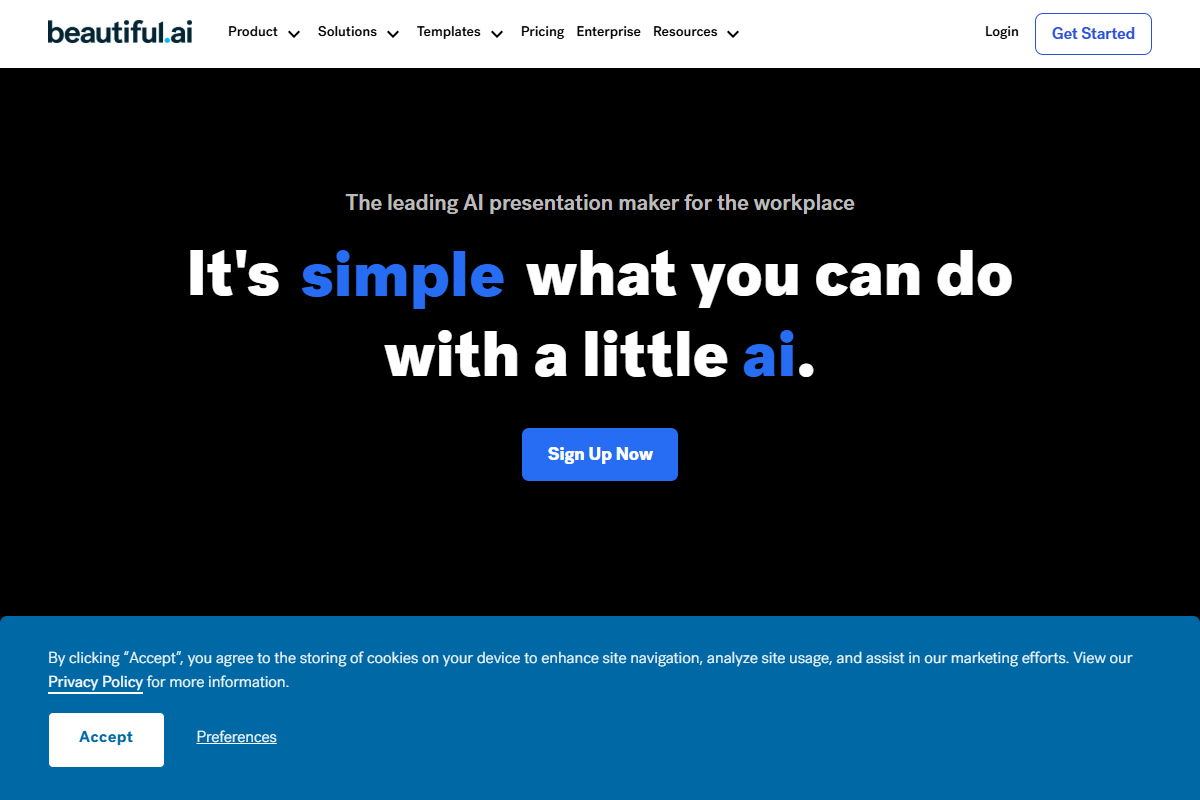 beautiful.ai
Product Solutions Templates Pricing Enterprise Resources Login Get Started
The leading AI presentation maker for the workplace
It's simple what you can do
with a little ai.
Sign Up Now
By clicking “Accept”, you agree to the storing of cookies on your device to enhance site navigation, analyze site usage, and assist in our marketing efforts. View our
Privacy Policy for more information.
Accept Preferences